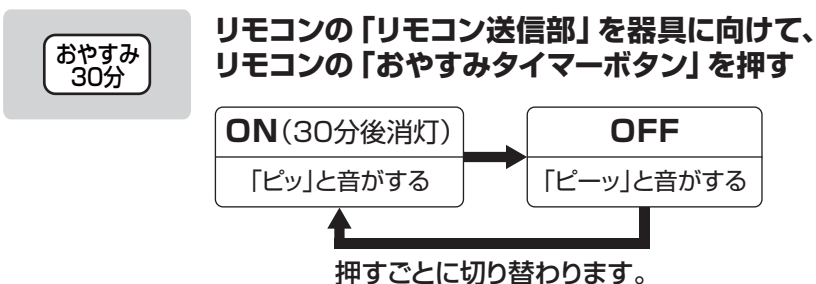 おやすみ
30分
リモコンの「リモコン送信部」を器具に向けて、
リモコンの「おやすみタイマーボタン」を押す
ON(30分後消灯)
「ピッ」と音がする
OFF
「ピーッ」と音がする
押すごとに切り替わります。